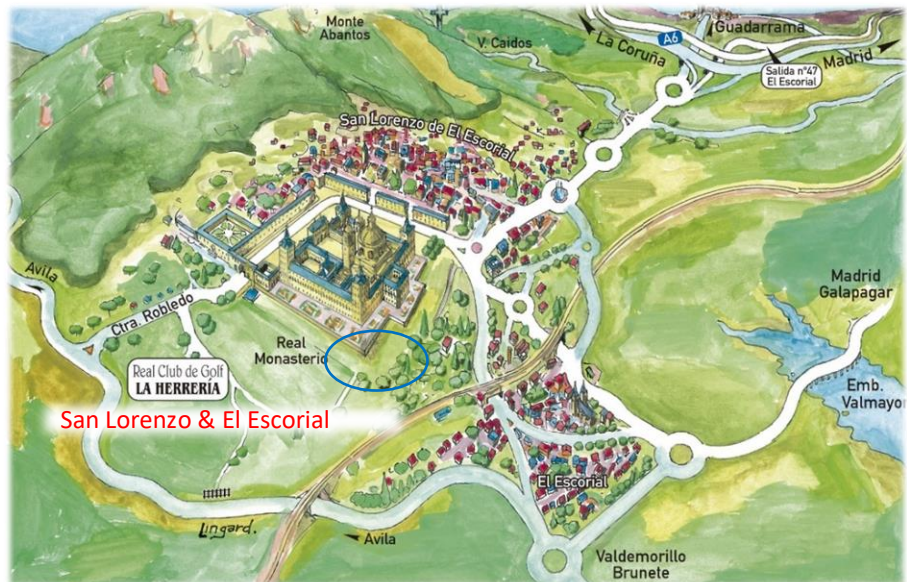 Monte
Abantos
V. Caidos
La Coruña
A6
Guadarrama
Madrid
Salida nº47
El Escorial
San Lorenzo de El Escorial
Avila
Ctra. Robledo
Real
Monasterio
Real Club de Golf
LA HERRERÍA
San Lorenzo & El Escorial
Madrid
Galapagar
Emb.
Valmayor
El Escorial
Lingard.
Avila
Valdemorillo
Brunete